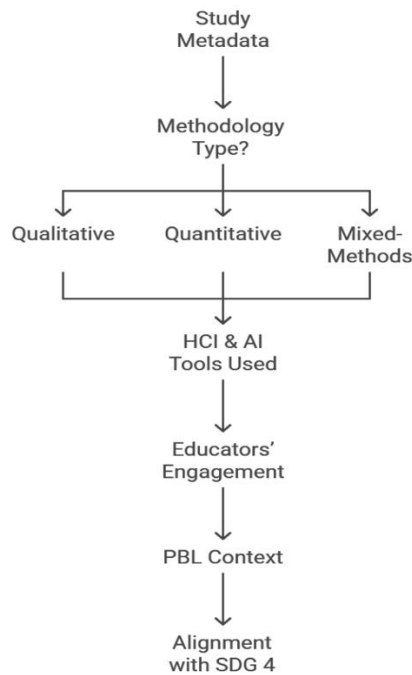 Study
Metadata
Methodology
Type?
Qualitative
Quantitative
Mixed-
Methods
HCI & AI
Tools Used
Educators’
Engagement
PBL Context
Alignment
with SDG 4